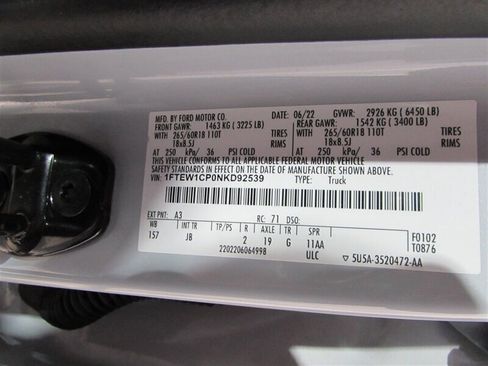 MFD. BY FORD MOTOR CO. DATE: 06/22 GVWR: 2926 KG ( 6450 LB)
FRONT GAWR: 1463 KG ( 3225 LB) REAR GAWR: 1542 KG ( 3400 LB)
265/60R18 110T TIRES WITH 265/60R18 110T TIRES
18x8.5J RIMS 18x8.5J RIMS
AT 250 kPa/ 36 PSI COLD AT 250 kPa/ 36 PSI COLD
THIS VEHICLE CONFORMS TO ALL APPLICABLE FEDERAL MOTOR VEHICLE
SAFETY STANDARDS IN EFFECT ON THE DATE OF MANUFACTURE SHOWN ABOVE.
VIN: 1FTEW1CP0NKD92539 TYPE: Truck
EXT PNT: A3 RC: 71 DSO:
WB INT TR TP/PS R AXLE TR SPR F0102
157 JB 2 19 G 11AA T0876
2202206064998 ULC 5USA-3520472-AA